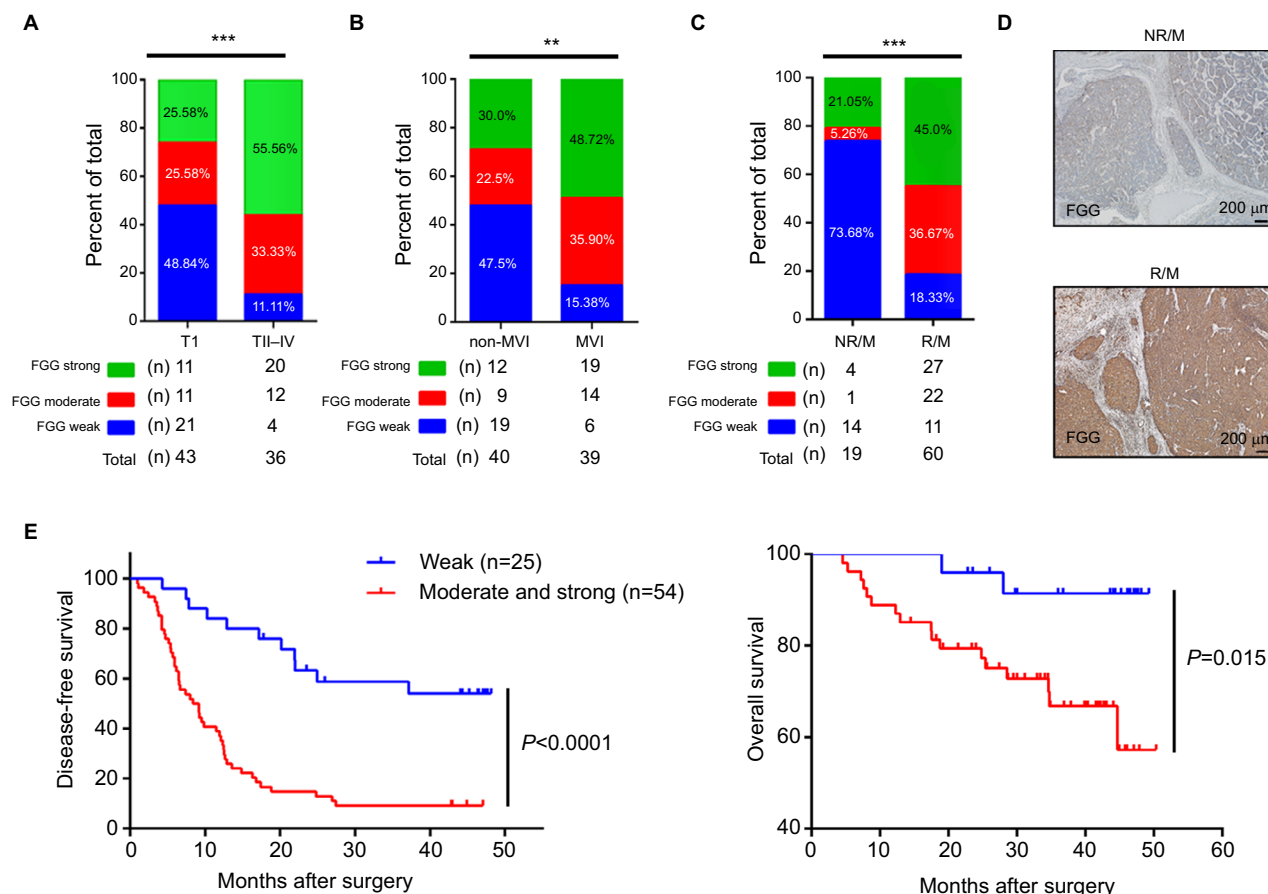 A
***
Percent of total
100
80
60
40
20
0
25.58%
25.58%
48.84%
55.56%
33.33%
11.11%
T1 TII–IV
FGG strong (n) 11 20
FGG moderate (n) 11 12
FGG weak (n) 21 4
Total (n) 43 36
B
**
Percent of total
100
80
60
40
20
0
30.0%
22.5%
47.5%
48.72%
35.90%
15.38%
non-MVI MVI
FGG strong (n) 12 19
FGG moderate (n) 9 14
FGG weak (n) 19 6
Total (n) 40 39
C
***
Percent of total
100
80
60
40
20
0
21.05%
5.26%
73.68%
45.0%
36.67%
18.33%
NR/M R/M
FGG strong (n) 4 27
FGG moderate (n) 1 22
FGG weak (n) 14 11
Total (n) 19 60
D
NR/M
FGG 200 μm
R/M
FGG 200 μm
E
Disease-free survival
100
80
60
40
20
0
0 10 20 30 40 50
Months after surgery
Weak (n=25)
Moderate and strong (n=54)
P<0.0001
Overall survival
100
80
60
40
0 10 20 30 40 50 60
Months after surgery
P=0.015